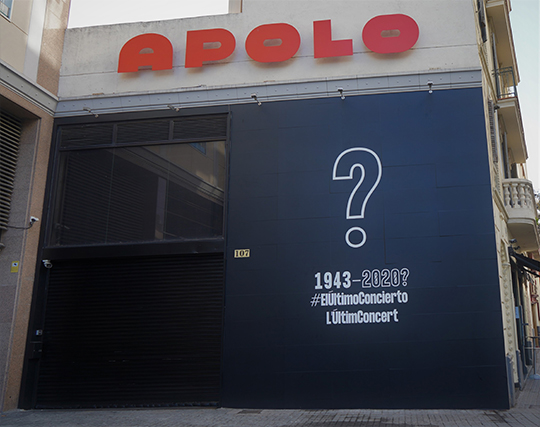 APOLO
?
107
1943–2020?
#ElÚltimoConcierto
L'ÚltimConcert